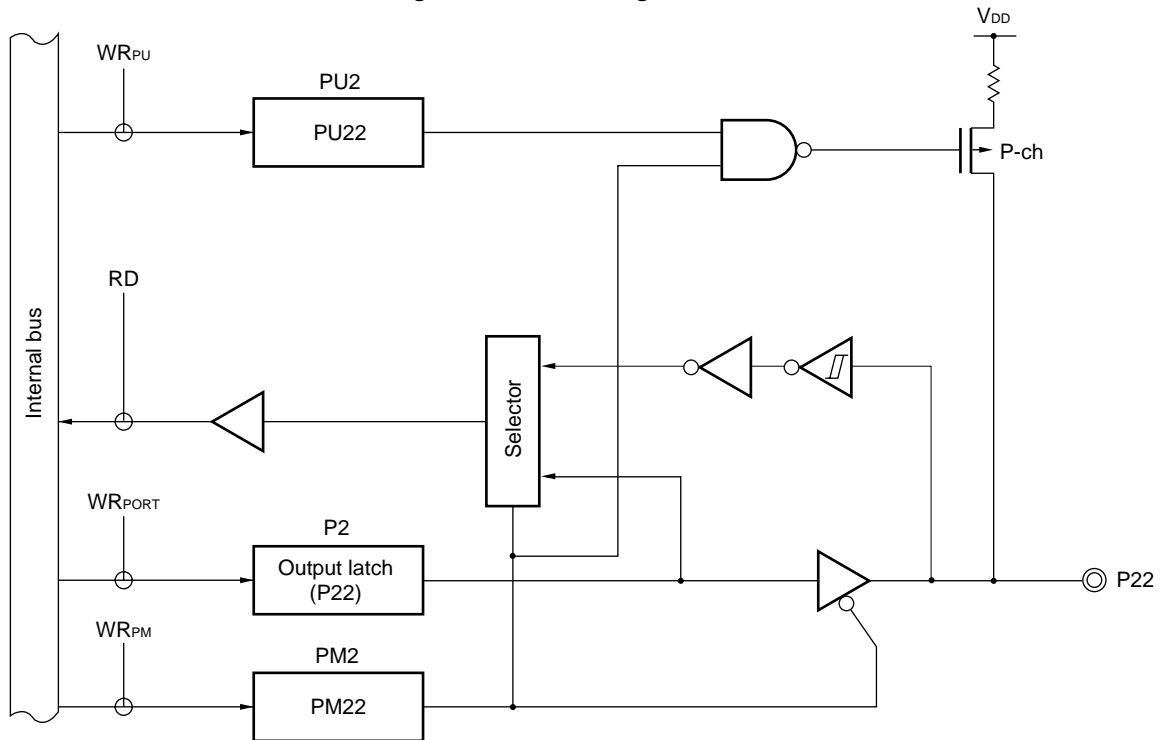 VDD
WRPU
PU2
PU22
P-ch
RD
Internal bus
Selector
WRPORT
P2
Output latch
(P22)
P22
WRPM
PM2
PM22